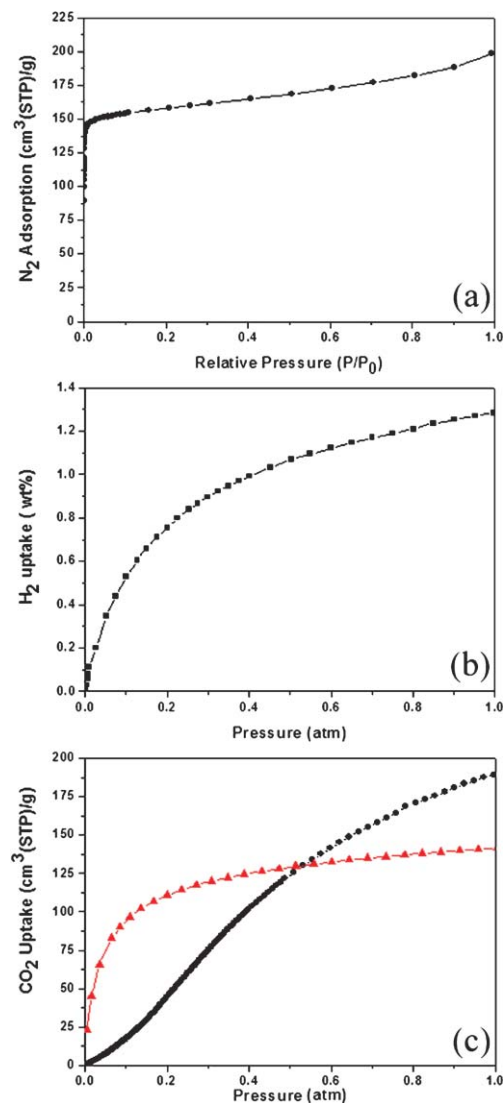 225
200
175
150
125
100
75
50
25
0
N2 Adsorption (cm3(STP)/g)
(a)
0.0 0.2 0.4 0.6 0.8 1.0
Relative Pressure (P/P0)
1.4
1.2
1.0
0.8
0.6
0.4
0.2
0.0
H2 uptake ( wt%)
(b)
0.0 0.2 0.4 0.6 0.8 1.0
Pressure (atm)
200
175
150
125
100
75
50
25
0
CO2 Uptake (cm3(STP)/g)
(c)
0.0 0.2 0.4 0.6 0.8 1.0
Pressure (atm)